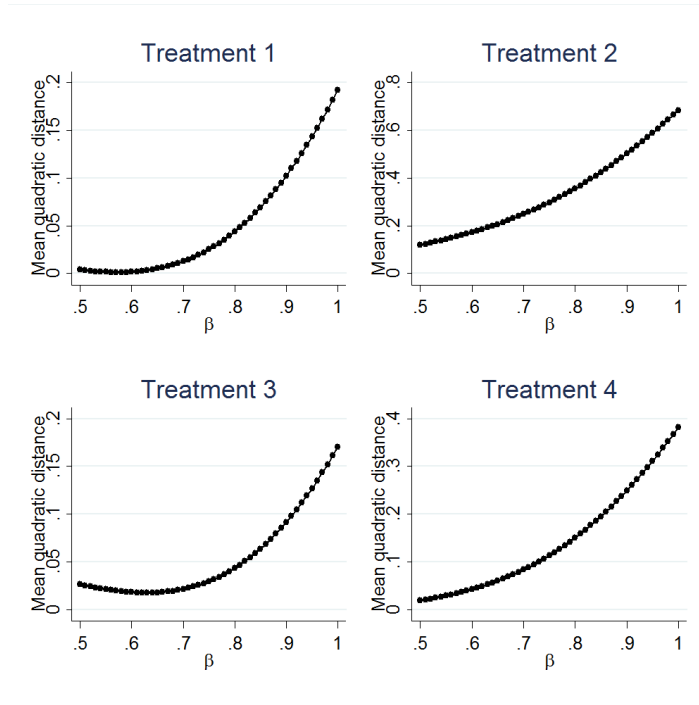 Treatment 1
Mean quadratic distance
0 .05 .1 .15 .2
.5 .6 .7 .8 .9 1
β
Treatment 2
Mean quadratic distance
0 .2 .4 .6 .8
.5 .6 .7 .8 .9 1
β
Treatment 3
Mean quadratic distance
0 .05 .1 .15 .2
.5 .6 .7 .8 .9 1
β
Treatment 4
Mean quadratic distance
0 .1 .2 .3 .4
.5 .6 .7 .8 .9 1
β